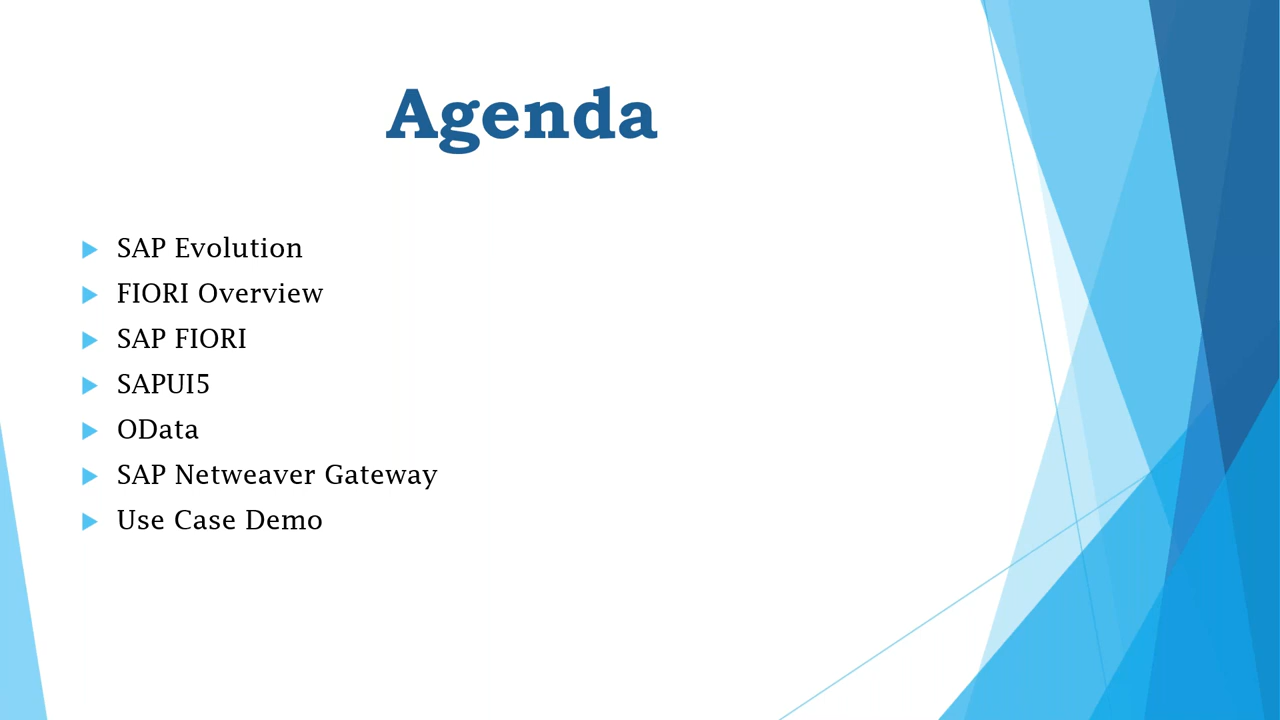 Agenda
SAP Evolution
FIORI Overview
SAP FIORI
SAPUI5
OData
SAP Netweaver Gateway
Use Case Demo